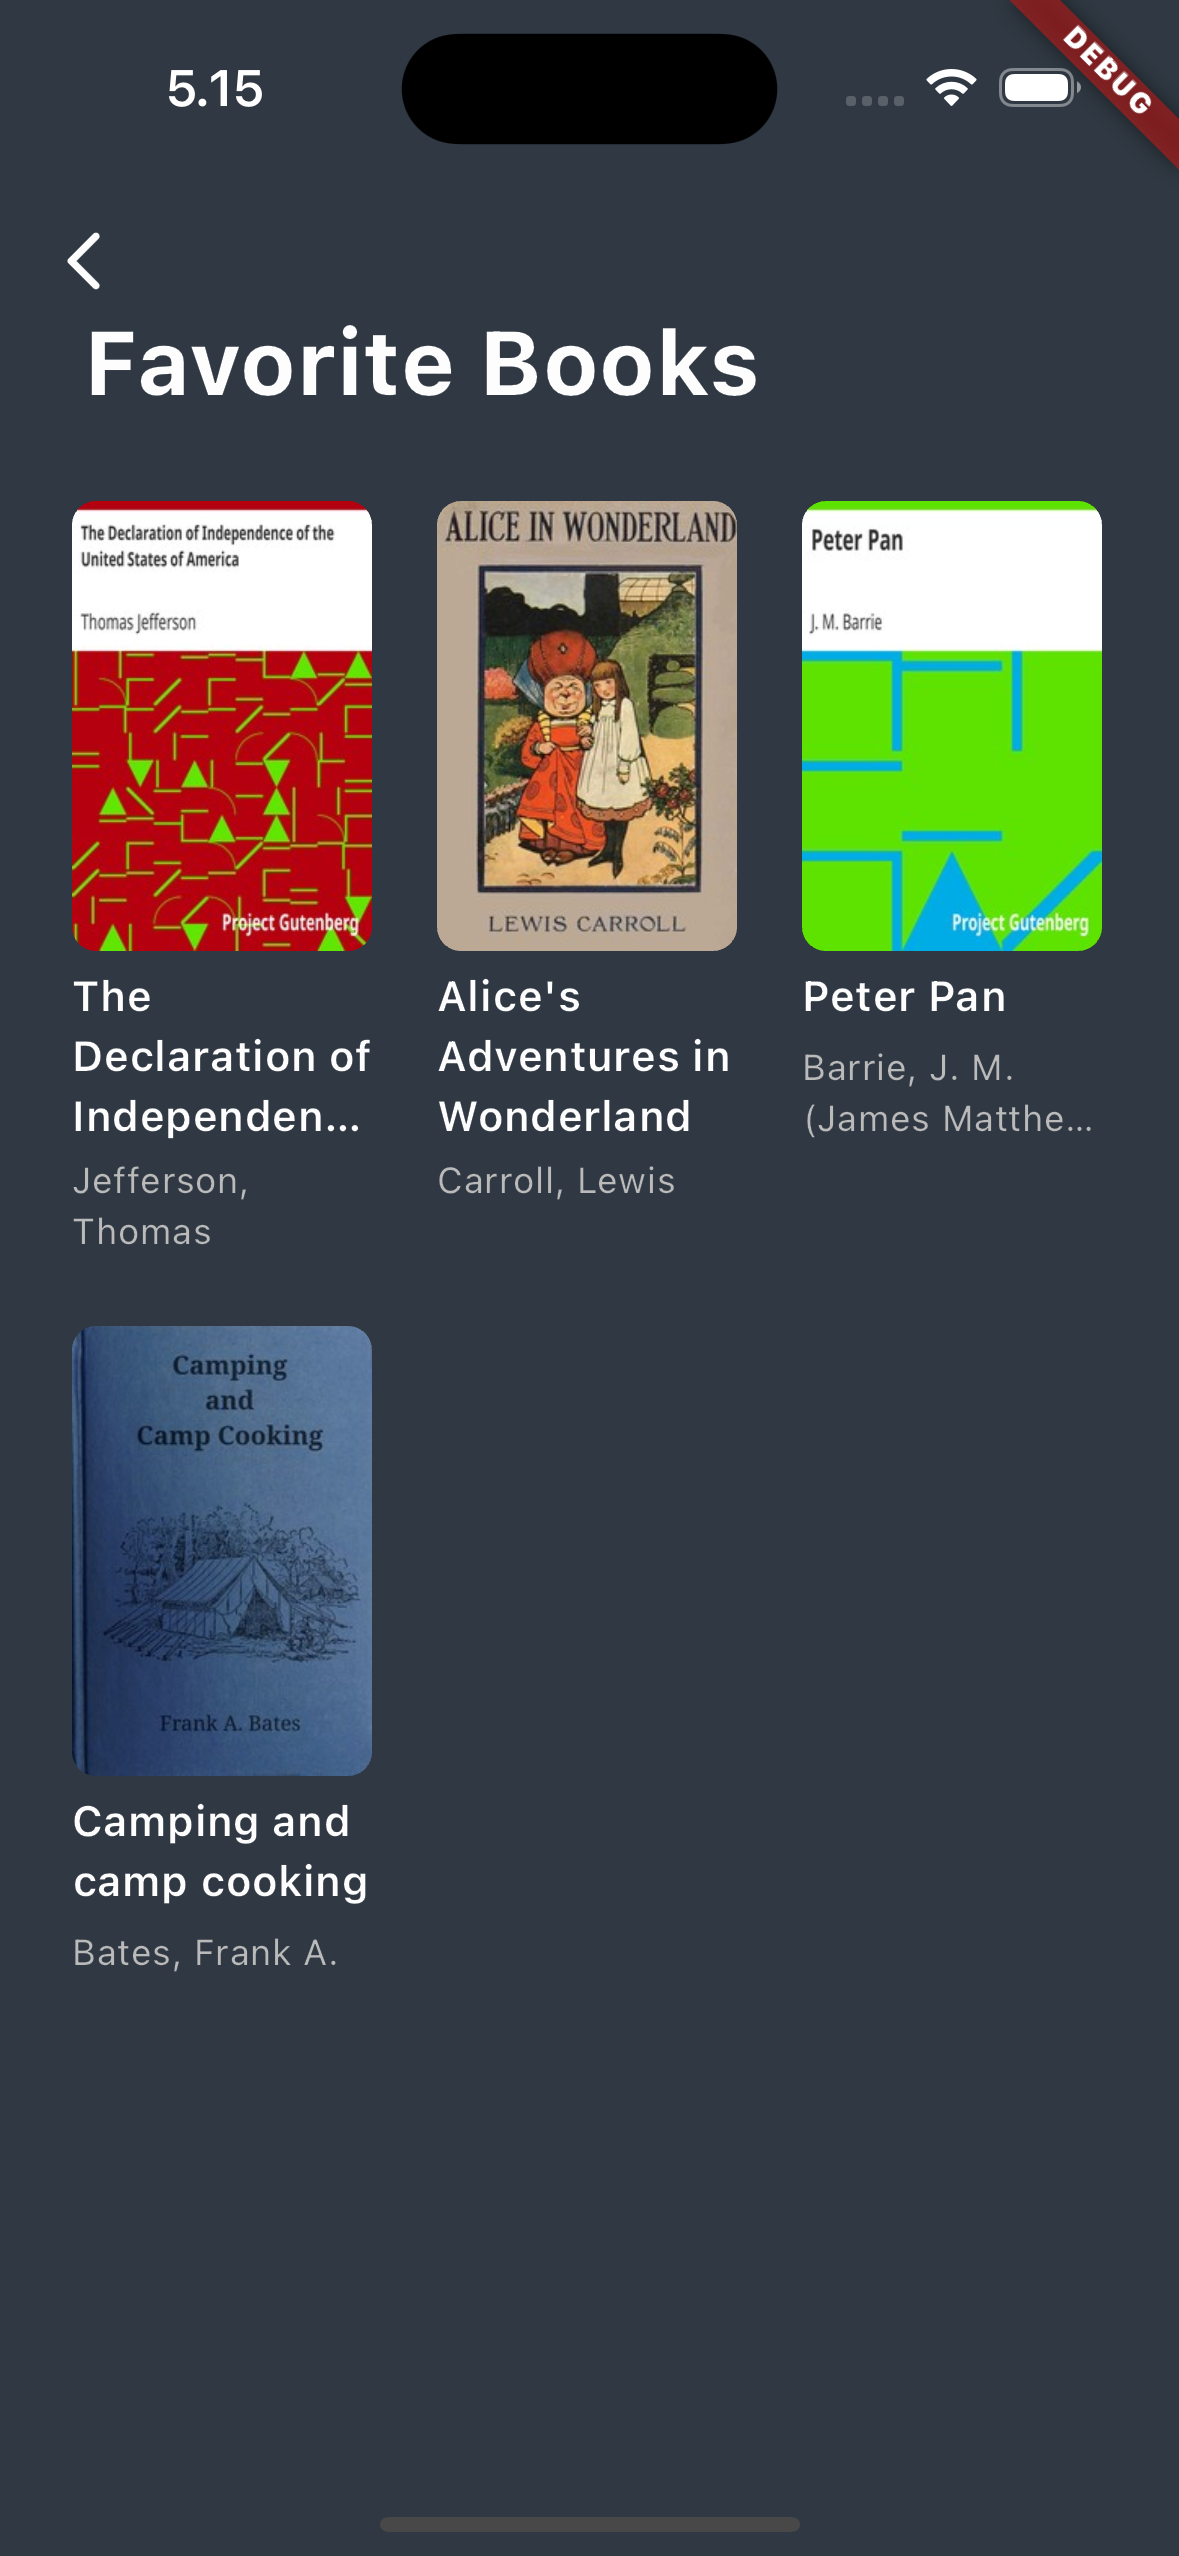 5.15
DEBUG
Favorite Books
The Declaration of Independence of the
United States of America
Thomas Jefferson
Project Gutenberg
The
Declaration of
Independen...
Jefferson,
Thomas
ALICE IN WONDERLAND
LEWIS CARROLL
Alice's
Adventures in
Wonderland
Carroll, Lewis
Peter Pan
J. M. Barrie
Project Gutenberg
Peter Pan
Barrie, J. M.
(James Matthe...
Camping
and
Camp Cooking
Frank A. Bates
Camping and
camp cooking
Bates, Frank A.